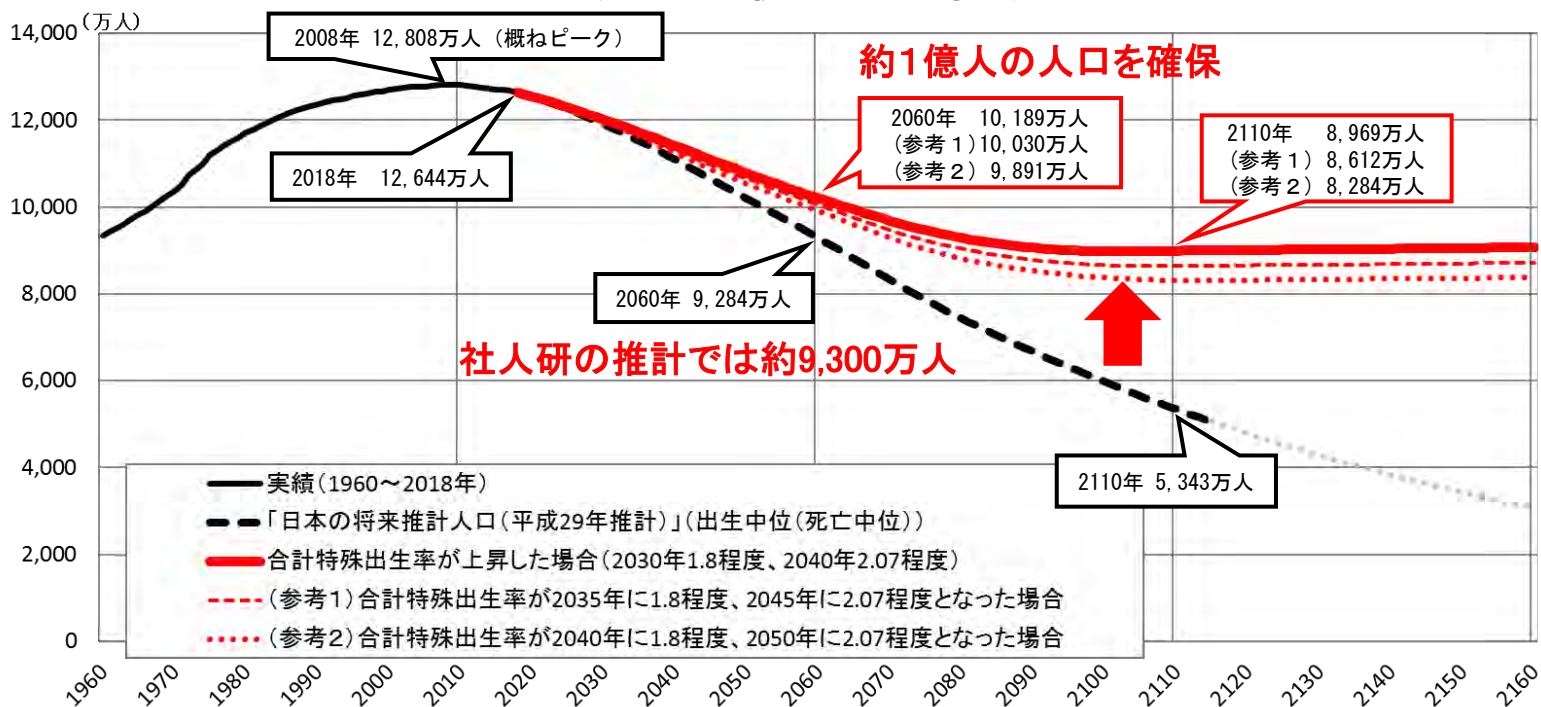 (万人)
14,000
12,000
10,000
8,000
6,000
4,000
2,000
0
2008年 12,808万人（概ねピーク）
2018年 12,644万人
約1億人の人口を確保
2060年 10,189万人
(参考1)10,030万人
(参考2) 9,891万人
2110年 8,969万人
(参考1) 8,612万人
(参考2) 8,284万人
2060年 9,284万人
社人研の推計では約9,300万人
2110年 5,343万人
実績(1960～2018年)
「日本の将来推計人口(平成29年推計)」(出生中位(死亡中位))
合計特殊出生率が上昇した場合(2030年1.8程度、2040年2.07程度)
(参考1)合計特殊出生率が2035年に1.8程度、2045年に2.07程度となった場合
(参考2)合計特殊出生率が2040年に1.8程度、2050年に2.07程度となった場合
1960
1970
1980
1990
2000
2010
2020
2030
2040
2050
2060
2070
2080
2090
2100
2110
2120
2130
2140
2150
2160